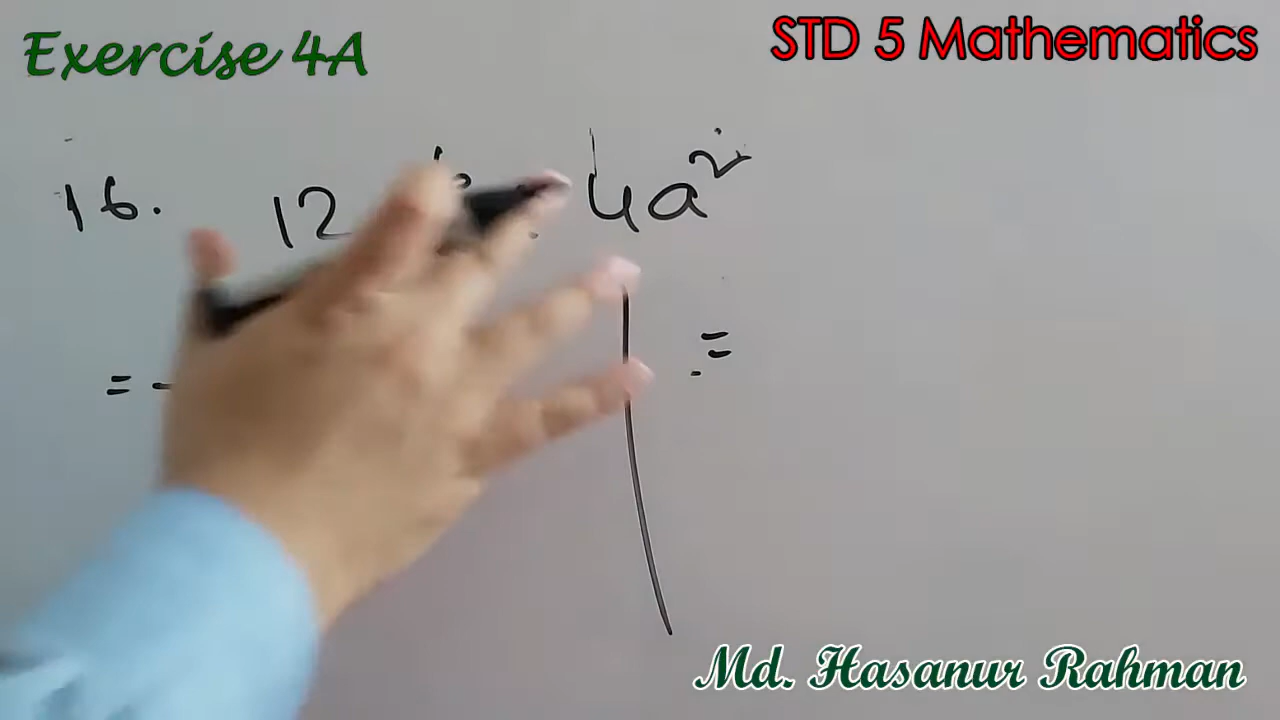 Exercise 4A
STD 5 Mathematics
16. 12 4a²
= -
=
Md. Hasanur Rahman